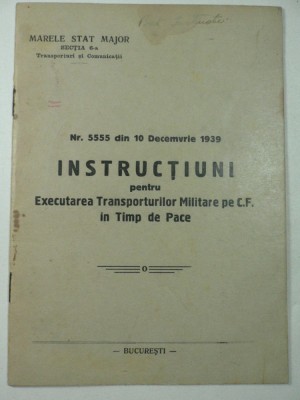 MARELE STAT MAJOR
SECȚIA 6-a
Transporturi și Comunicații
Nr. 5555 din 10 Decemvrie 1939
INSTRUCȚIUNI
pentru
Executarea Transporturilor Militare pe C.F.
in Timp de Pace
— BUCUREȘTI —